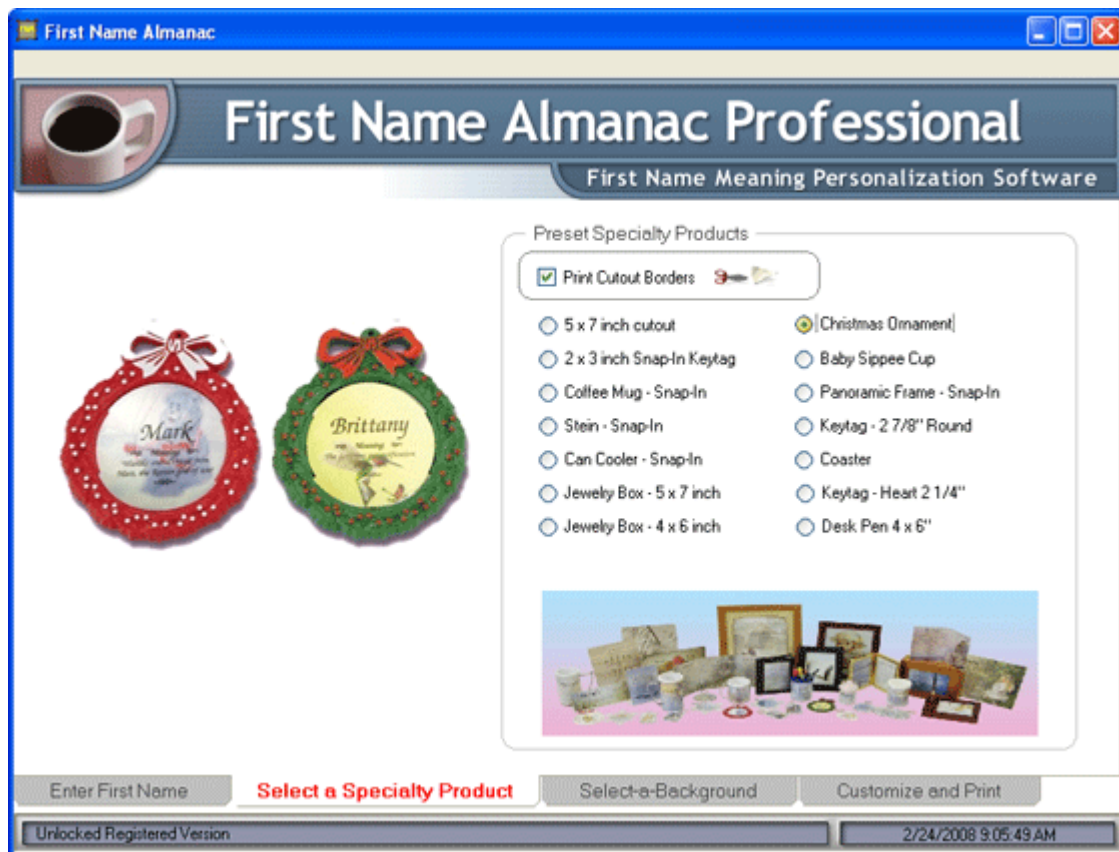 First Name Almanac
First Name Almanac Professional
First Name Meaning Personalization Software
Preset Specialty Products
Print Cutout Borders
5 x 7 inch cutout
Christmas Ornament
2 x 3 inch Snap-In Keytag
Baby Sippee Cup
Coffee Mug - Snap-In
Panoramic Frame - Snap-In
Stein - Snap-In
Keytag - 2 7/8" Round
Can Cooler - Snap-In
Coaster
Jewelry Box - 5 x 7 inch
Keytag - Heart 2 1/4"
Jewelry Box - 4 x 6 inch
Desk Pen 4 x 6"
Mark
Meaning
Brittany
Meaning
Enter First Name
Select a Specialty Product
Select-a-Background
Customize and Print
Unlocked Registered Version
2/24/2008 9:05:49 AM